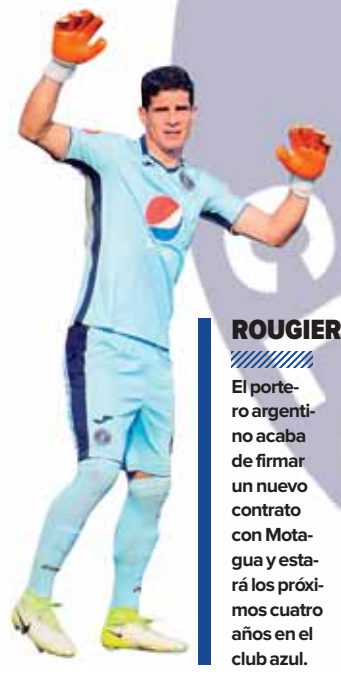 ROUGIER
El porte-
ro argenti-
no acaba
de firmar
un nuevo
contrato
con Mota-
gua y esta-
rá los próxi-
mos cuatro
años en el
club azul.